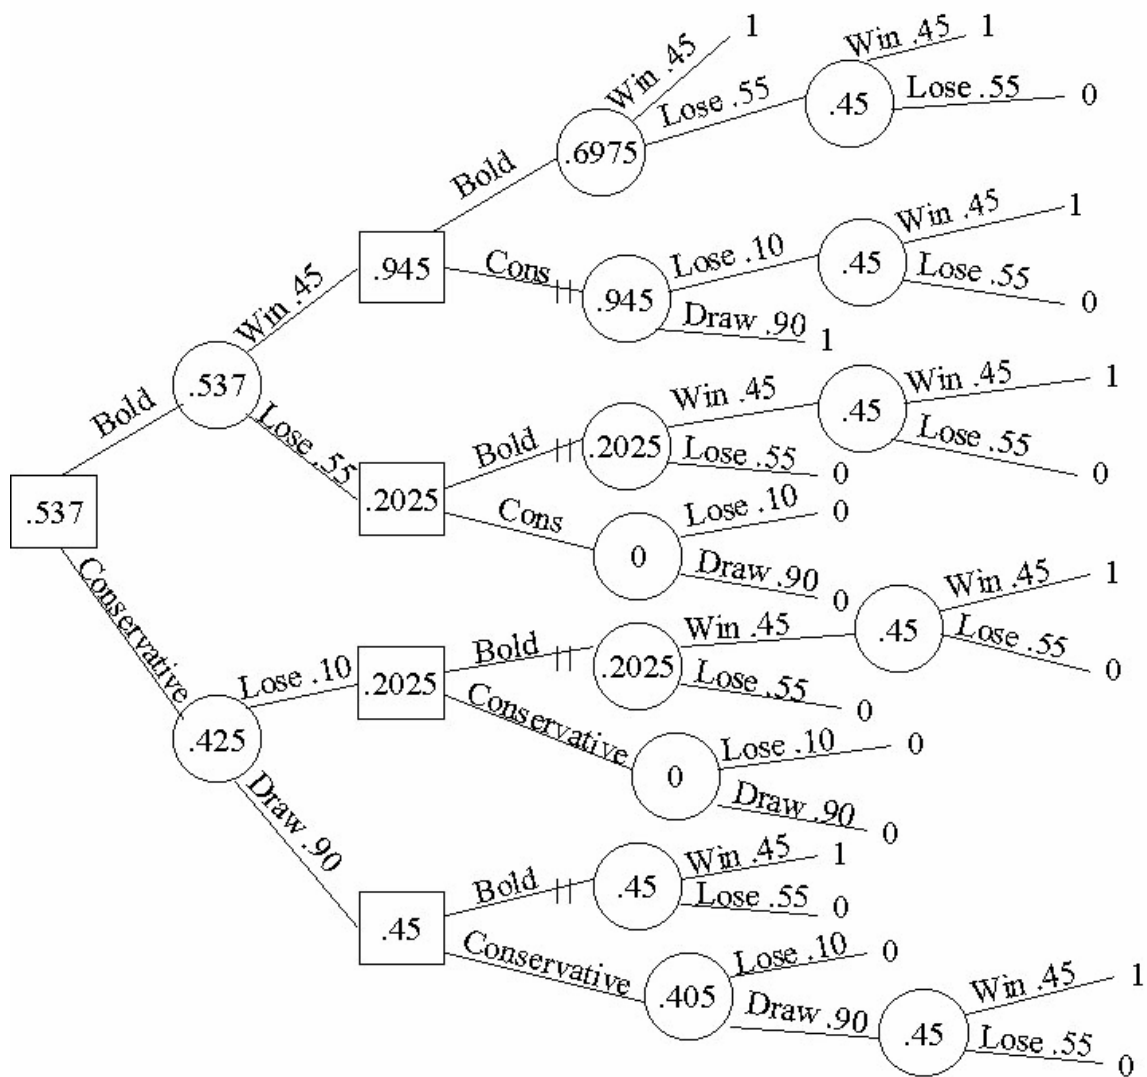 Win .45 1
Win .45 1
Lose .55
Lose .55 0
.45
.6975
Bold
Win .45 1
Lose .10
.45
Cons
.945
Lose .55 0
.945
Win .45
Draw .90 1
.537
Win .45 1
Win .45
.45
Bold
Lose .55
Bold
.2025
Lose .55 0
Lose .55 0
.2025
.537
Cons
Lose .10 0
0
Draw .90 0
Win .45 1
Conservative
Win .45
.45
Bold
Lose .55 0
Lose .10
.2025
.2025
Lose .55 0
.425
Conservative
Lose .10 0
0
Draw .90 0
Draw .90
Win .45 1
Bold
.45
Lose .55 0
.45
Conservative
Lose .10 0
.405
Win .45 1
Draw .90
.45
Lose .55 0